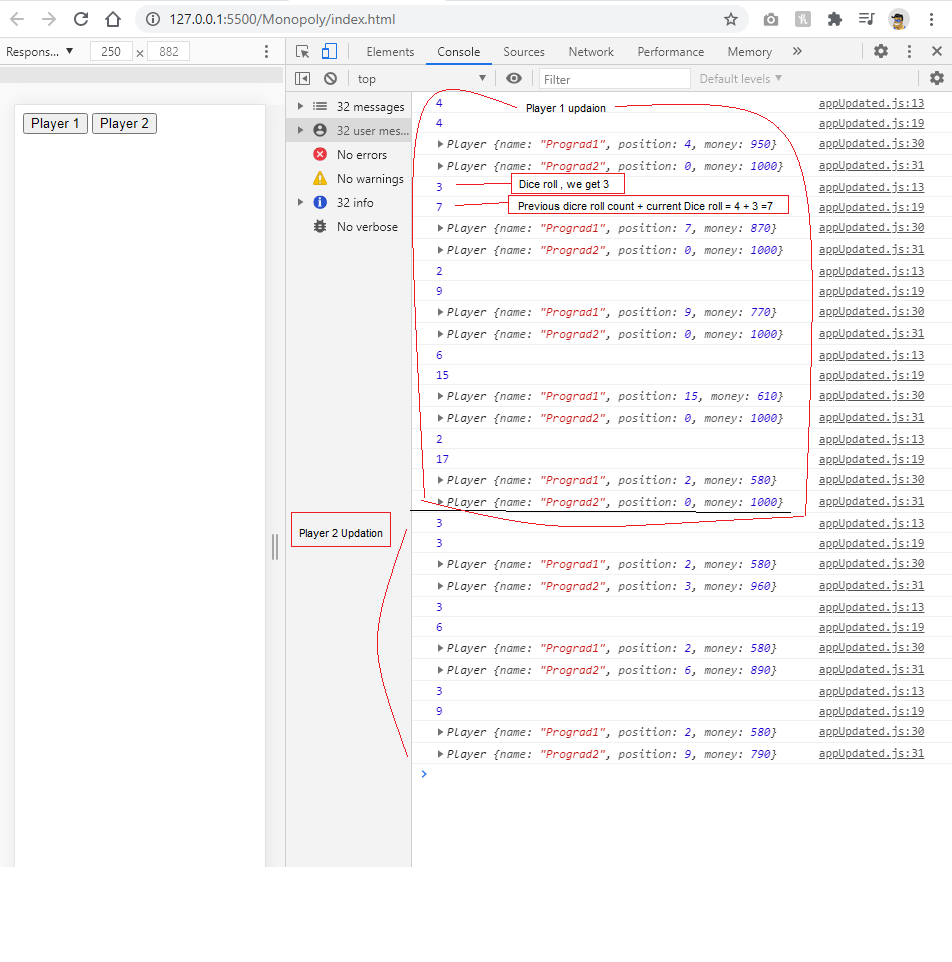 127.0.0.1:5500/Monopoly/index.html
Respons... ▼ 250 × 882
Elements Console Sources Network Performance Memory »
top ▼ Filter Default levels ▼
32 messages
32 user mes...
No errors
No warnings
32 info
No verbose
Player 1 Player 2
Player 1 updaion
4 appUpdated.js:13
4 appUpdated.js:19
Player {name: "Prograd1", position: 4, money: 950} appUpdated.js:30
Player {name: "Prograd2", position: 0, money: 1000} appUpdated.js:31
3 Dice roll , we get 3 appUpdated.js:13
7 Previous dicre roll count + current Dice roll = 4 + 3 =7 appUpdated.js:19
Player {name: "Prograd1", position: 7, money: 870} appUpdated.js:30
Player {name: "Prograd2", position: 0, money: 1000} appUpdated.js:31
2 appUpdated.js:13
9 appUpdated.js:19
Player {name: "Prograd1", position: 9, money: 770} appUpdated.js:30
Player {name: "Prograd2", position: 0, money: 1000} appUpdated.js:31
6 appUpdated.js:13
15 appUpdated.js:19
Player {name: "Prograd1", position: 15, money: 610} appUpdated.js:30
Player {name: "Prograd2", position: 0, money: 1000} appUpdated.js:31
2 appUpdated.js:13
17 appUpdated.js:19
Player {name: "Prograd1", position: 2, money: 580} appUpdated.js:30
Player {name: "Prograd2", position: 0, money: 1000} appUpdated.js:31
Player 2 Updation
3 appUpdated.js:13
3 appUpdated.js:19
Player {name: "Prograd1", position: 2, money: 580} appUpdated.js:30
Player {name: "Prograd2", position: 3, money: 960} appUpdated.js:31
3 appUpdated.js:13
6 appUpdated.js:19
Player {name: "Prograd1", position: 2, money: 580} appUpdated.js:30
Player {name: "Prograd2", position: 6, money: 890} appUpdated.js:31
3 appUpdated.js:13
9 appUpdated.js:19
Player {name: "Prograd1", position: 2, money: 580} appUpdated.js:30
Player {name: "Prograd2", position: 9, money: 790} appUpdated.js:31